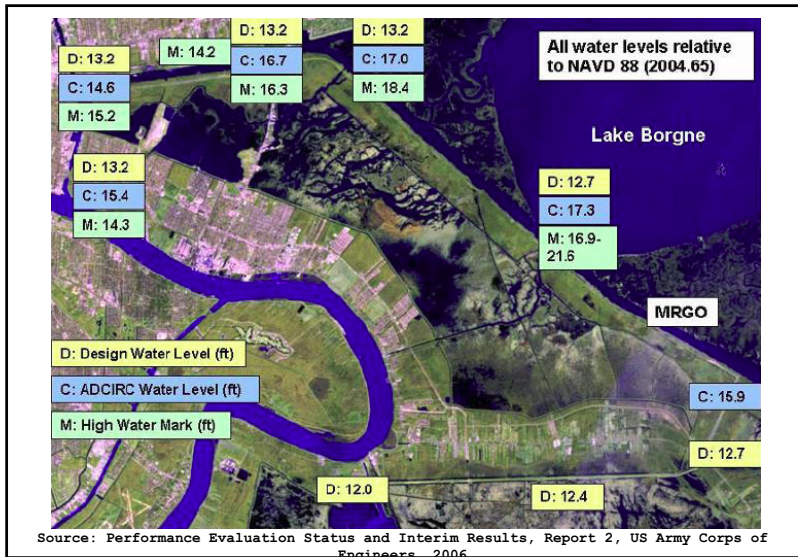 D: 13.2
D: 13.2
M: 14.2
D: 13.2
C: 16.7
C: 17.0
C: 14.6
M: 16.3
M: 18.4
M: 15.2
All water levels relative
to NAVD 88 (2004.65)
Lake Borgne
D: 13.2
C: 15.4
M: 14.3
D: 12.7
C: 17.3
M: 16.9-
21.6
MRGO
D: Design Water Level (ft)
C: ADCIRC Water Level (ft)
M: High Water Mark (ft)
C: 15.9
D: 12.7
D: 12.0
D: 12.4
Source: Performance Evaluation Status and Interim Results, Report 2, US Army Corps of
Engineers, 2006